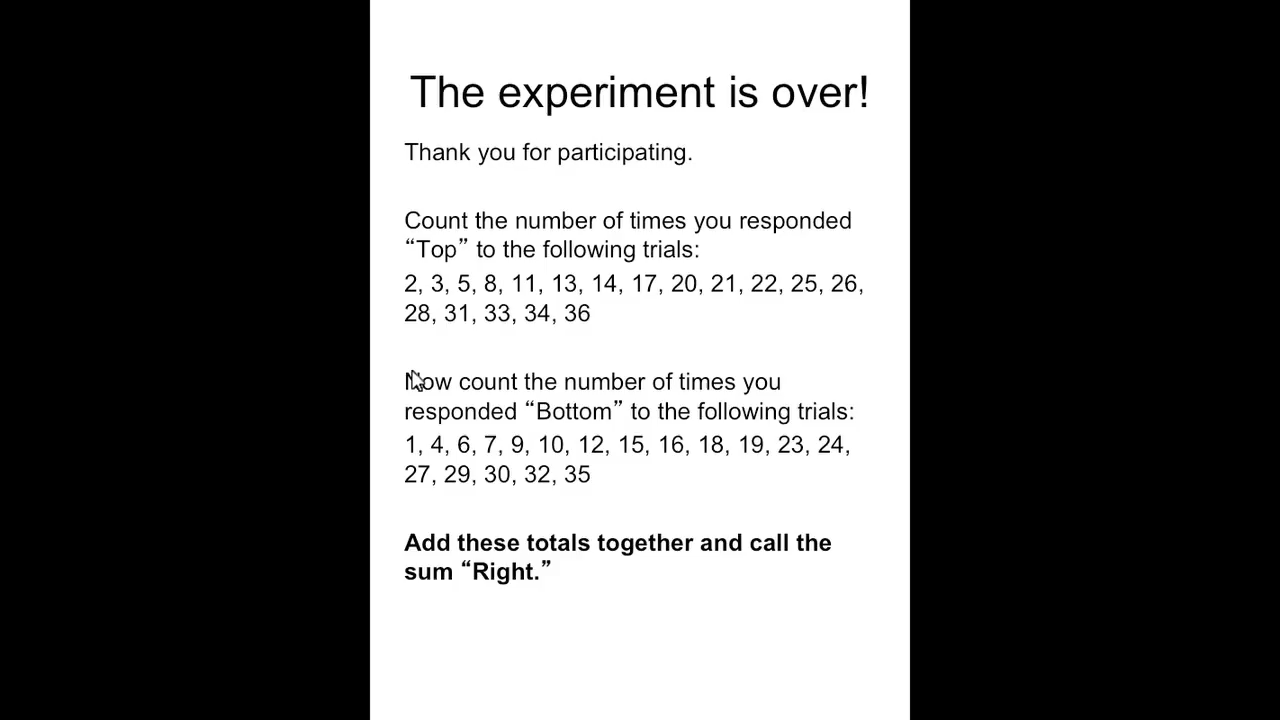 The experiment is over!
Thank you for participating.
Count the number of times you responded
“Top” to the following trials:
2, 3, 5, 8, 11, 13, 14, 17, 20, 21, 22, 25, 26,
28, 31, 33, 34, 36
Now count the number of times you
responded “Bottom” to the following trials:
1, 4, 6, 7, 9, 10, 12, 15, 16, 18, 19, 23, 24,
27, 29, 30, 32, 35
Add these totals together and call the
sum “Right.”